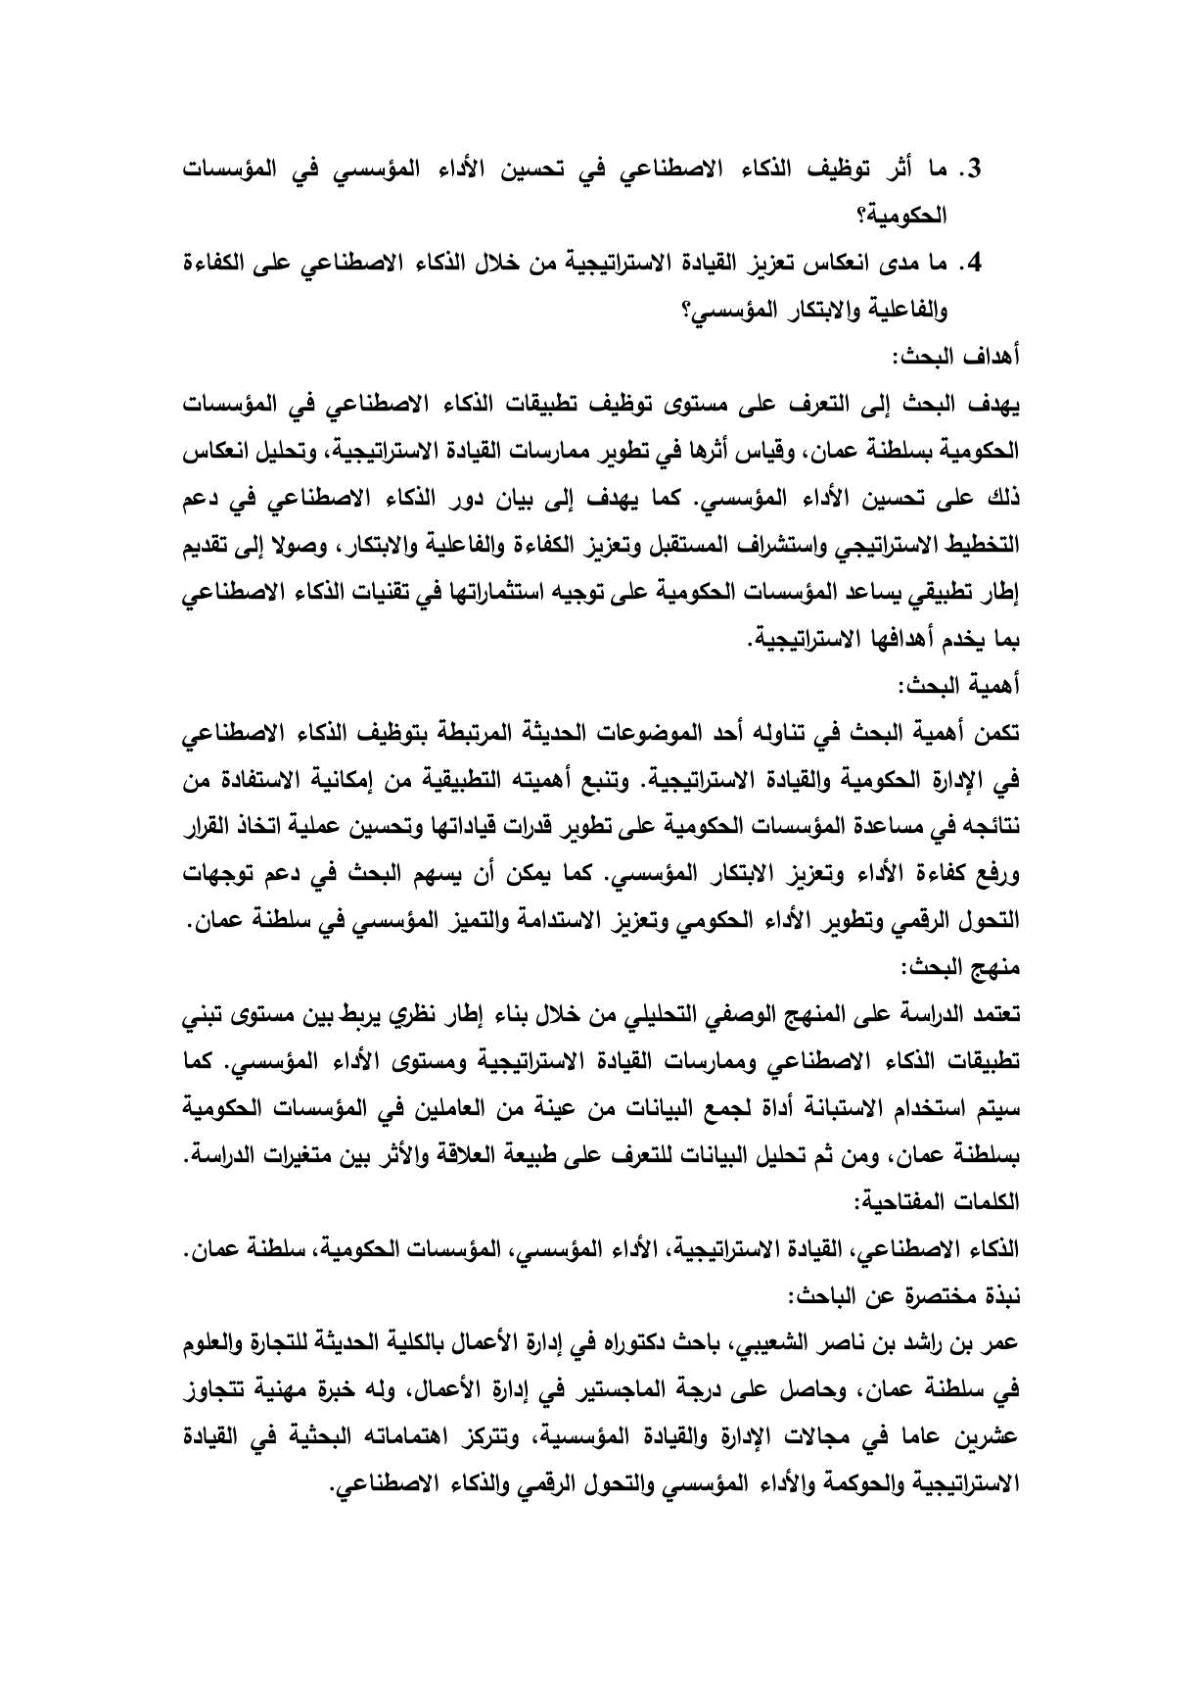 3. ما أثر توظيف الذكاء الاصطناعي في تحسين الأداء المؤسسي في المؤسسات
الحكومية؟
4. ما مدى انعكاس تعزيز القيادة الاستراتيجية من خلال الذكاء الاصطناعي على الكفاءة
والفاعلية والابتكار المؤسسي؟
أهداف البحث:
يهدف البحث إلى التعرف على مستوى توظيف تطبيقات الذكاء الاصطناعي في المؤسسات
الحكومية بسلطنة عمان، وقياس أثرها في تطوير ممارسات القيادة الاستراتيجية، وتحليل انعكاس
ذلك على تحسين الأداء المؤسسي. كما يهدف إلى بيان دور الذكاء الاصطناعي في دعم
التخطيط الاستراتيجي واستشراف المستقبل وتعزيز الكفاءة والفاعلية والابتكار، وصولا إلى تقديم
إطار تطبيقي يساعد المؤسسات الحكومية على توجيه استثماراتها في تقنيات الذكاء الاصطناعي
بما يخدم أهدافها الاستراتيجية.
أهمية البحث:
تكمن أهمية البحث في تناوله أحد الموضوعات الحديثة المرتبطة بتوظيف الذكاء الاصطناعي
في الإدارة الحكومية والقيادة الاستراتيجية. وتنبع أهميته التطبيقية من إمكانية الاستفادة من
نتائجه في مساعدة المؤسسات الحكومية على تطوير قدرات قياداتها وتحسين عملية اتخاذ القرار
ورفع كفاءة الأداء وتعزيز الابتكار المؤسسي. كما يمكن أن يسهم البحث في دعم توجهات
التحول الرقمي وتطوير الأداء الحكومي وتعزيز الاستدامة والتميز المؤسسي في سلطنة عمان.
منهج البحث:
تعتمد الدراسة على المنهج الوصفي التحليلي من خلال بناء إطار نظري يربط بين مستوى تبني
تطبيقات الذكاء الاصطناعي وممارسات القيادة الاستراتيجية ومستوى الأداء المؤسسي. كما
سيتم استخدام الاستبانة أداة لجمع البيانات من عينة من العاملين في المؤسسات الحكومية
بسلطنة عمان، ومن ثم تحليل البيانات للتعرف على طبيعة العلاقة والأثر بين متغيرات الدراسة.
الكلمات المفتاحية:
الذكاء الاصطناعي، القيادة الاستراتيجية، الأداء المؤسسي، المؤسسات الحكومية، سلطنة عمان.
نبذة مختصرة عن الباحث:
عمر بن راشد بن ناصر الشعيبي، باحث دكتوراه في إدارة الأعمال بالكلية الحديثة للتجارة والعلوم
في سلطنة عمان، وحاصل على درجة الماجستير في إدارة الأعمال، وله خبرة مهنية تتجاوز
عشرين عاما في مجالات الإدارة والقيادة المؤسسية، وتتركز اهتماماته البحثية في القيادة
الاستراتيجية والحوكمة والأداء المؤسسي والتحول الرقمي والذكاء الاصطناعي.